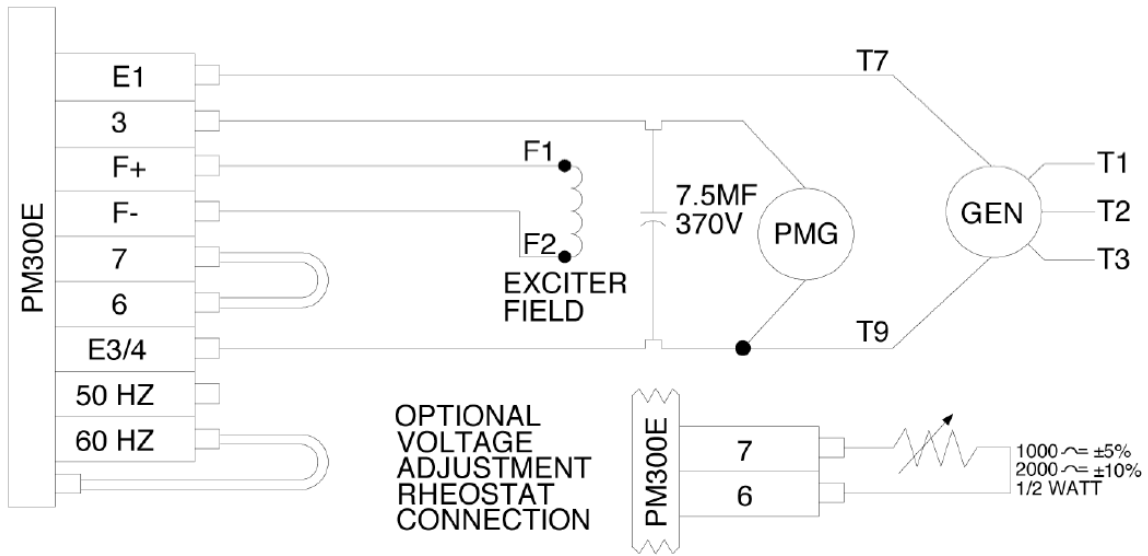 PM300E
E1
3
F+
F-
7
6
E3/4
50 HZ
60 HZ
T7
F1
F2
EXCITER
FIELD
7.5MF
370V
PMG
GEN
T1
T2
T3
T9
OPTIONAL
VOLTAGE
ADJUSTMENT
RHEOSTAT
CONNECTION
PM300E
7
6
1000 = ±5%
2000 = ±10%
1/2 WATT